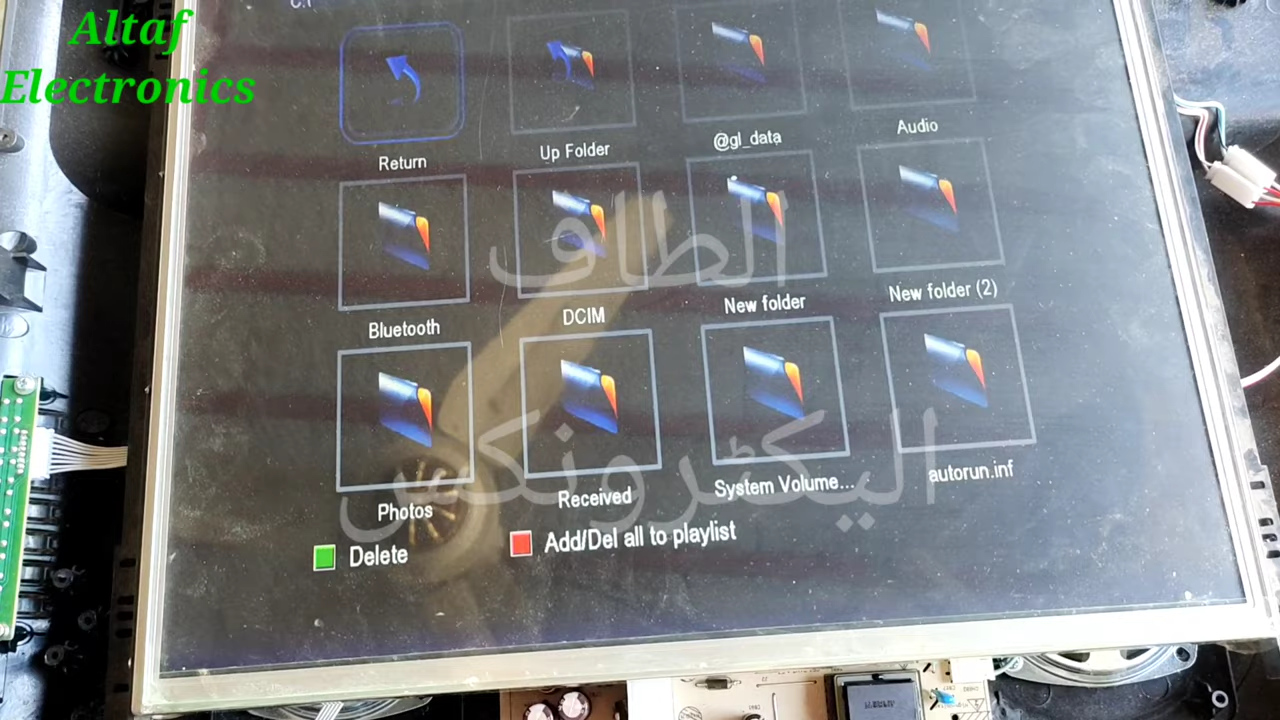 Altaf
Electronics
C:\
Return
Up Folder
@gl_data
Audio
Bluetooth
DCIM
New folder
New folder (2)
Photos
Received
System Volume...
autorun.inf
Delete
Add/Del all to playlist
الطاف
الیکٹرونکس